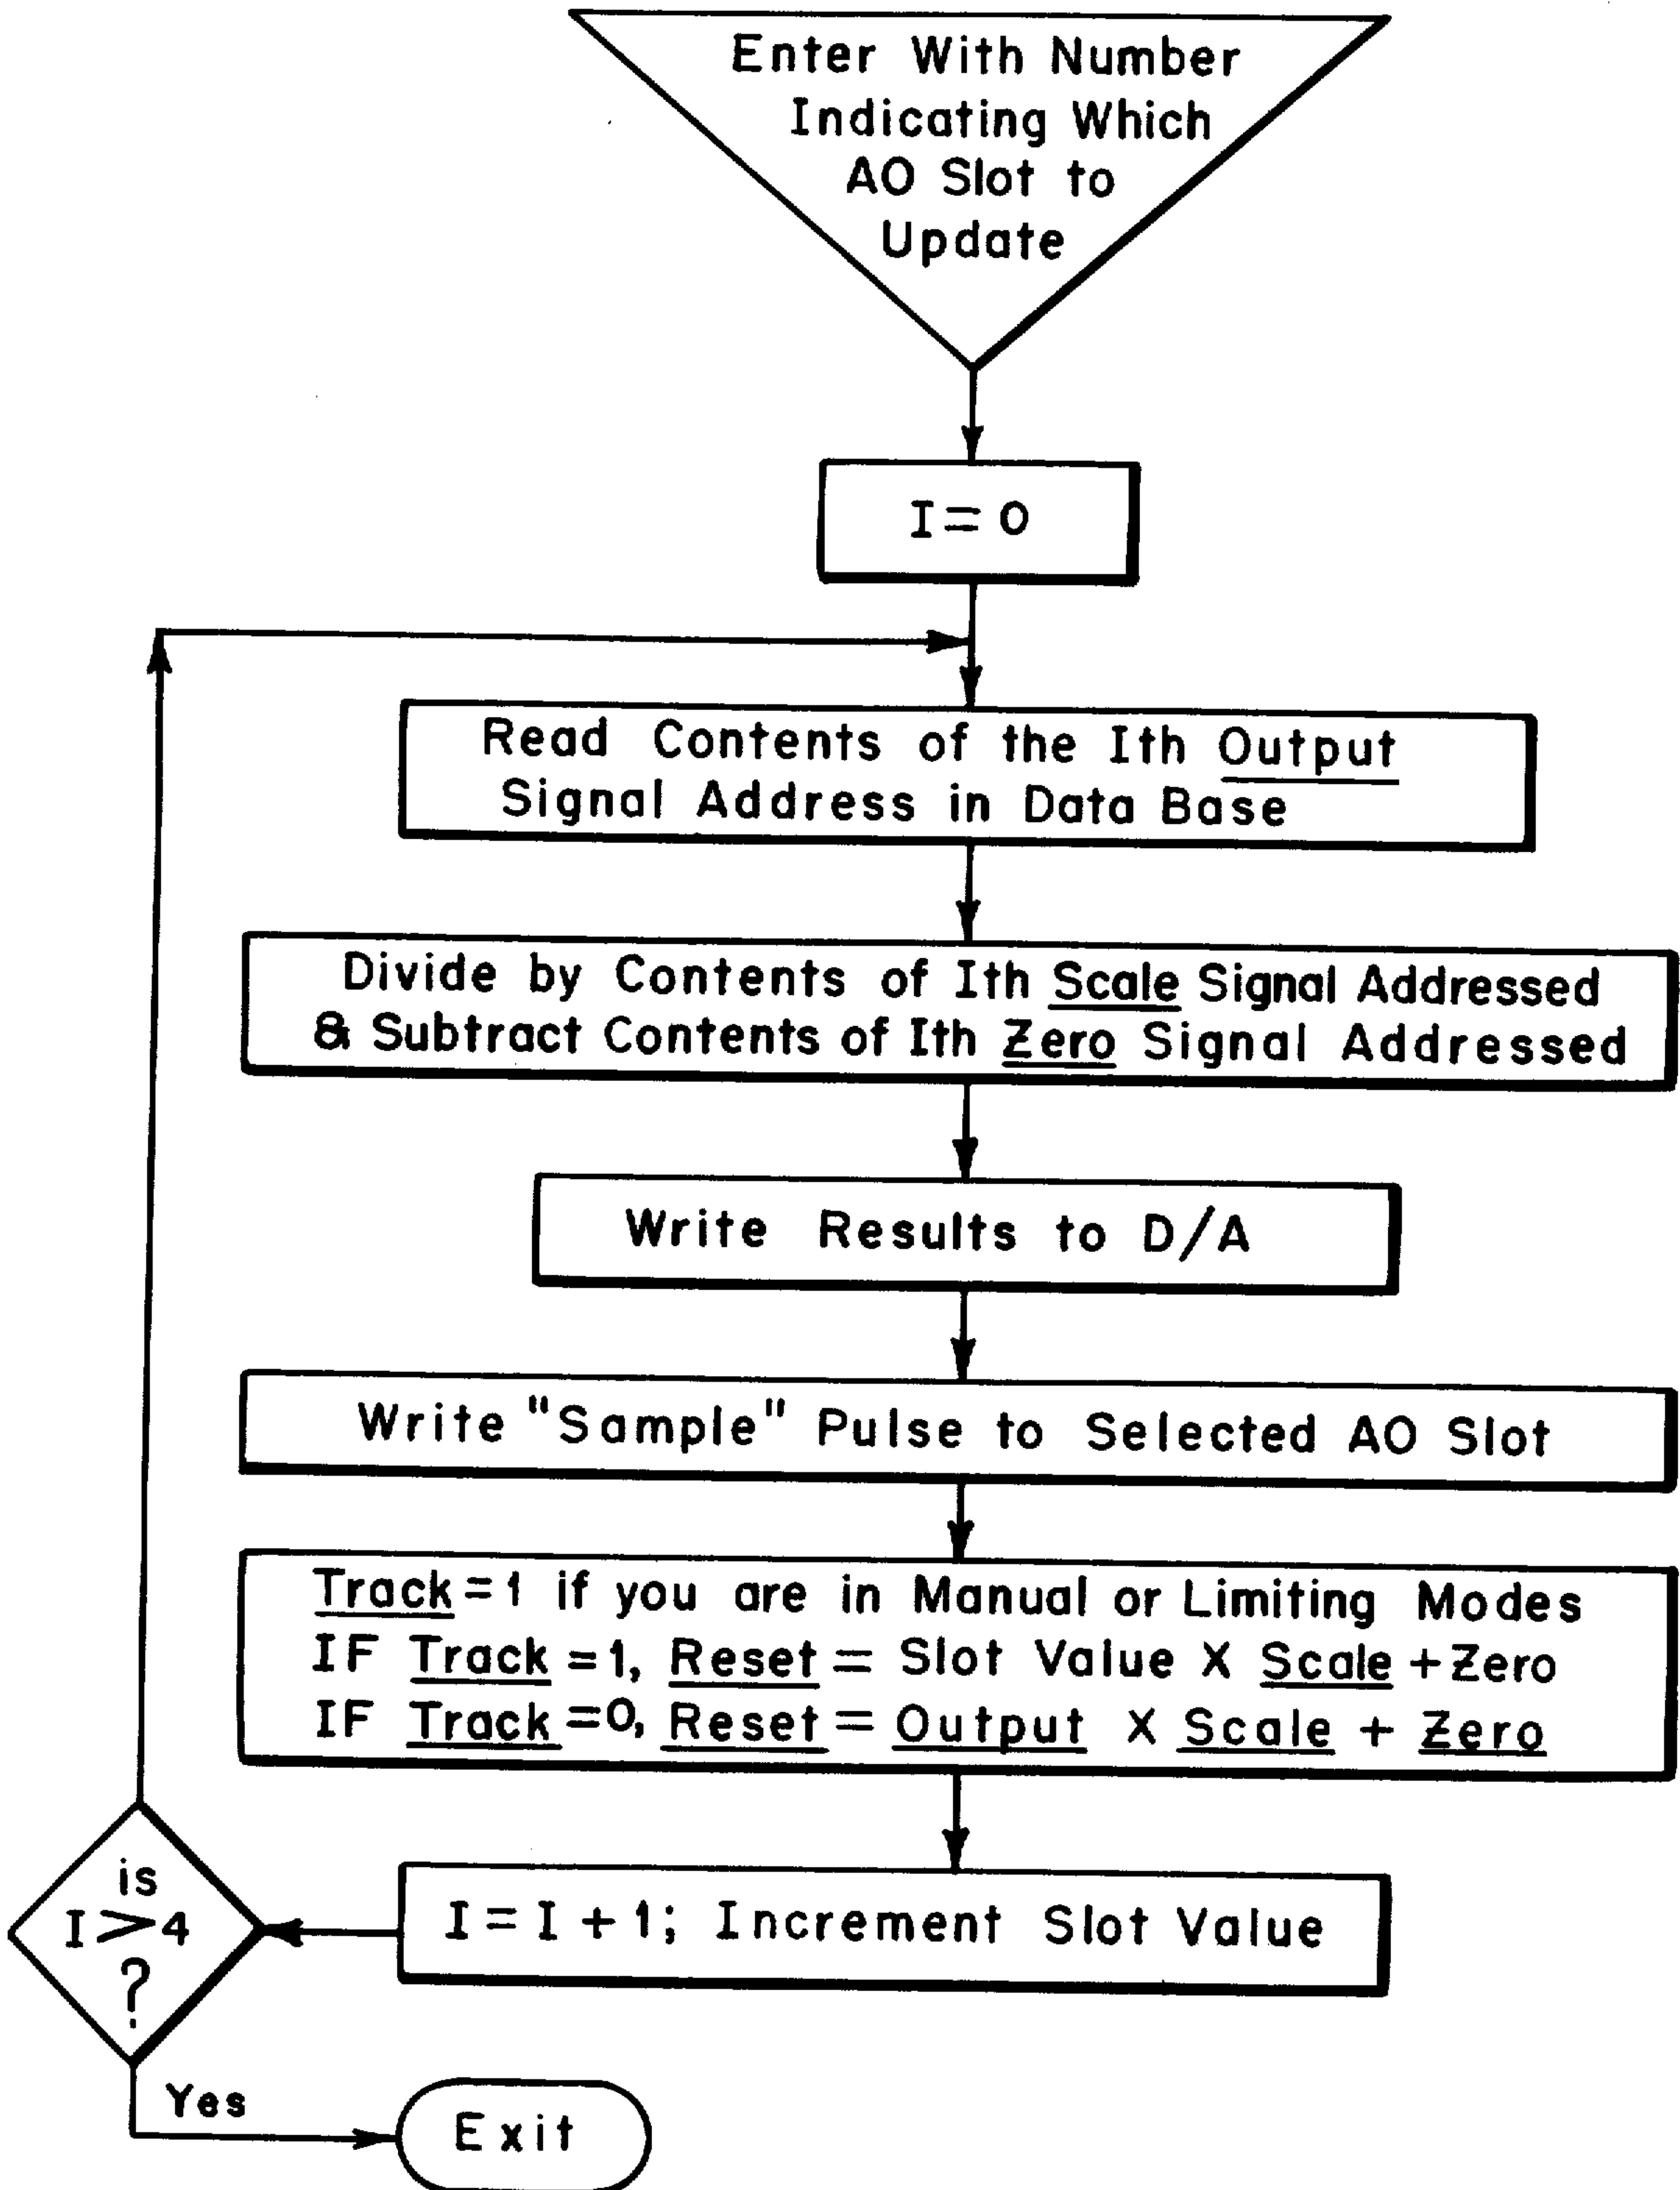 Enter With Number
Indicating Which
AO Slot to
Update
I = 0
Read Contents of the Ith Output
Signal Address in Data Base
Divide by Contents of Ith Scale Signal Addressed
& Subtract Contents of Ith Zero Signal Addressed
Write Results to D/A
Write "Sample" Pulse to Selected AO Slot
Track = 1 if you are in Manual or Limiting Modes
IF Track = 1, Reset = Slot Value X Scale + Zero
IF Track = 0, Reset = Output X Scale + Zero
I = I + 1; Increment Slot Value
is
I > 4
?
Yes
Exit